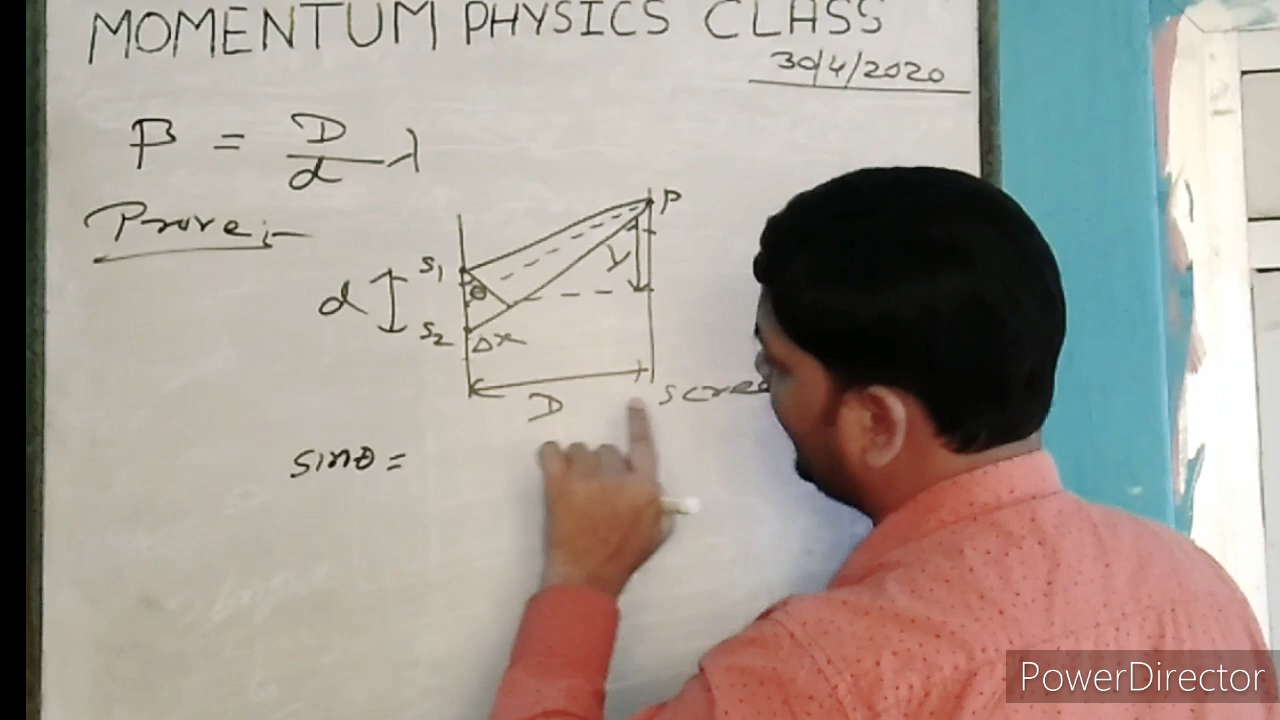 MOMENTUM PHYSICS CLASS
30/4/2020
β = D/d λ
Prove :-
P
S1
θ
y
d
S2
Δx
D
scree
sinθ =
PowerDirector